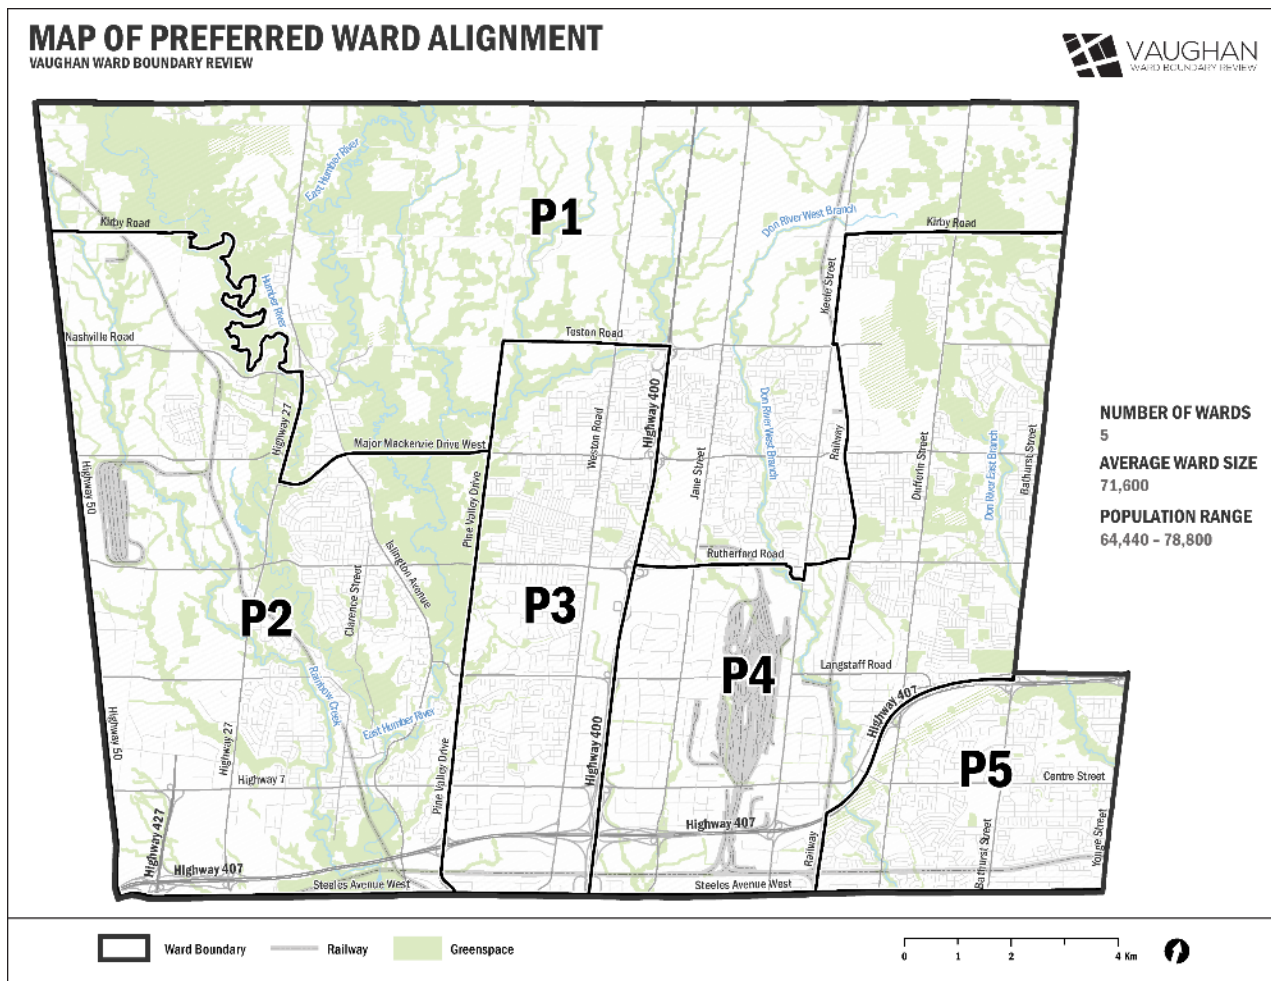 MAP OF PREFERRED WARD ALIGNMENT
VAUGHAN WARD BOUNDARY REVIEW
VAUGHAN
WARD BOUNDARY REVIEW
East Humber River
P1
Don River West Branch
Kirby Road
Kirby Road
Keele Street
Humber River
Nashville Road
Teston Road
Highway 400
Weston Road
Highway 27
Major Mackenzie Drive West
Don River West Branch
Railway
Jane Street
Dufferin Street
Don River East Branch
Bathurst Street
Highway 50
Pine Valley Drive
Islington Avenue
Rutherford Road
Clarence Street
P2
P3
P4
Langstaff Road
Rainbow Creek
East Humber River
Highway 407
Highway 50
Highway 27
Highway 7
Pine Valley Drive
Highway 400
P5
Centre Street
Highway 427
Highway 407
Highway 407
Railway
Bathurst Street
Yonge Street
Steeles Avenue West
Steeles Avenue West
NUMBER OF WARDS
5
AVERAGE WARD SIZE
71,600
POPULATION RANGE
64,440 – 78,800
Ward Boundary
Railway
Greenspace
0 1 2 4 Km